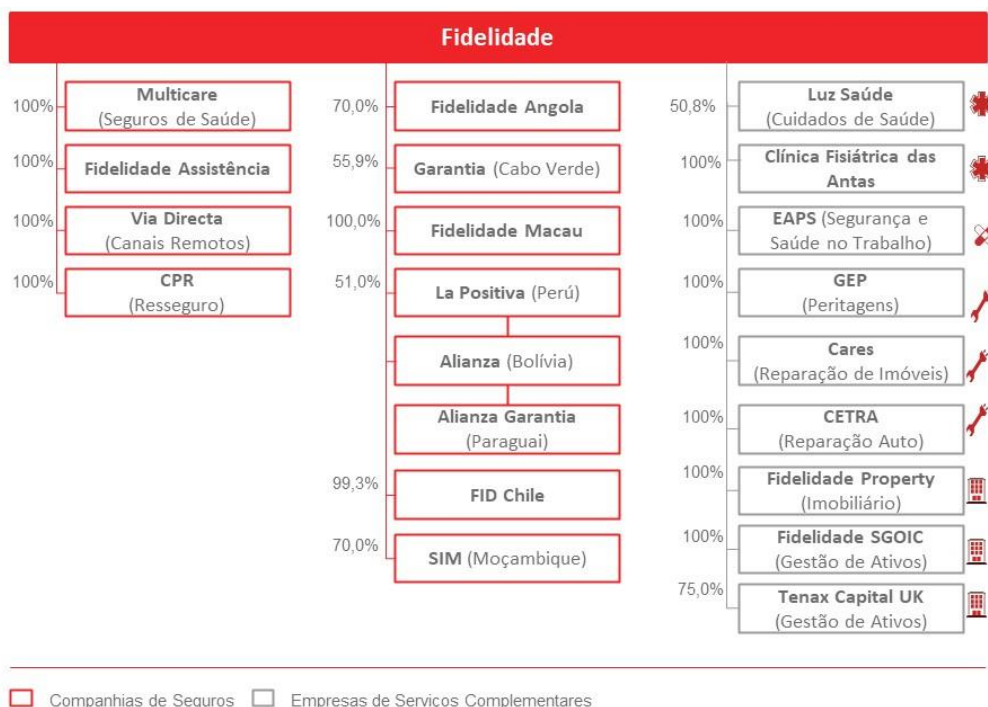 Fidelidade
100%
Multicare
(Seguros de Saúde)
100%
Fidelidade Assistência
100%
Via Directa
(Canais Remotos)
100%
CPR
(Resseguro)
70,0%
Fidelidade Angola
55,9%
Garantia (Cabo Verde)
100,0%
Fidelidade Macau
51,0%
La Positiva (Perú)
Alianza (Bolívia)
Alianza Garantia
(Paraguai)
99,3%
FID Chile
70,0%
SIM (Moçambique)
50,8%
Luz Saúde
(Cuidados de Saúde)
100%
Clínica Fisiátrica das
Antas
100%
EAPS (Segurança e
Saúde no Trabalho)
100%
GEP
(Peritagens)
100%
Cares
(Reparação de Imóveis)
100%
CETRA
(Reparação Auto)
100%
Fidelidade Property
(Imobiliário)
100%
Fidelidade SGOIC
(Gestão de Ativos)
75,0%
Tenax Capital UK
(Gestão de Ativos)
Companhias de Seguros
Empresas de Serviços Complementares